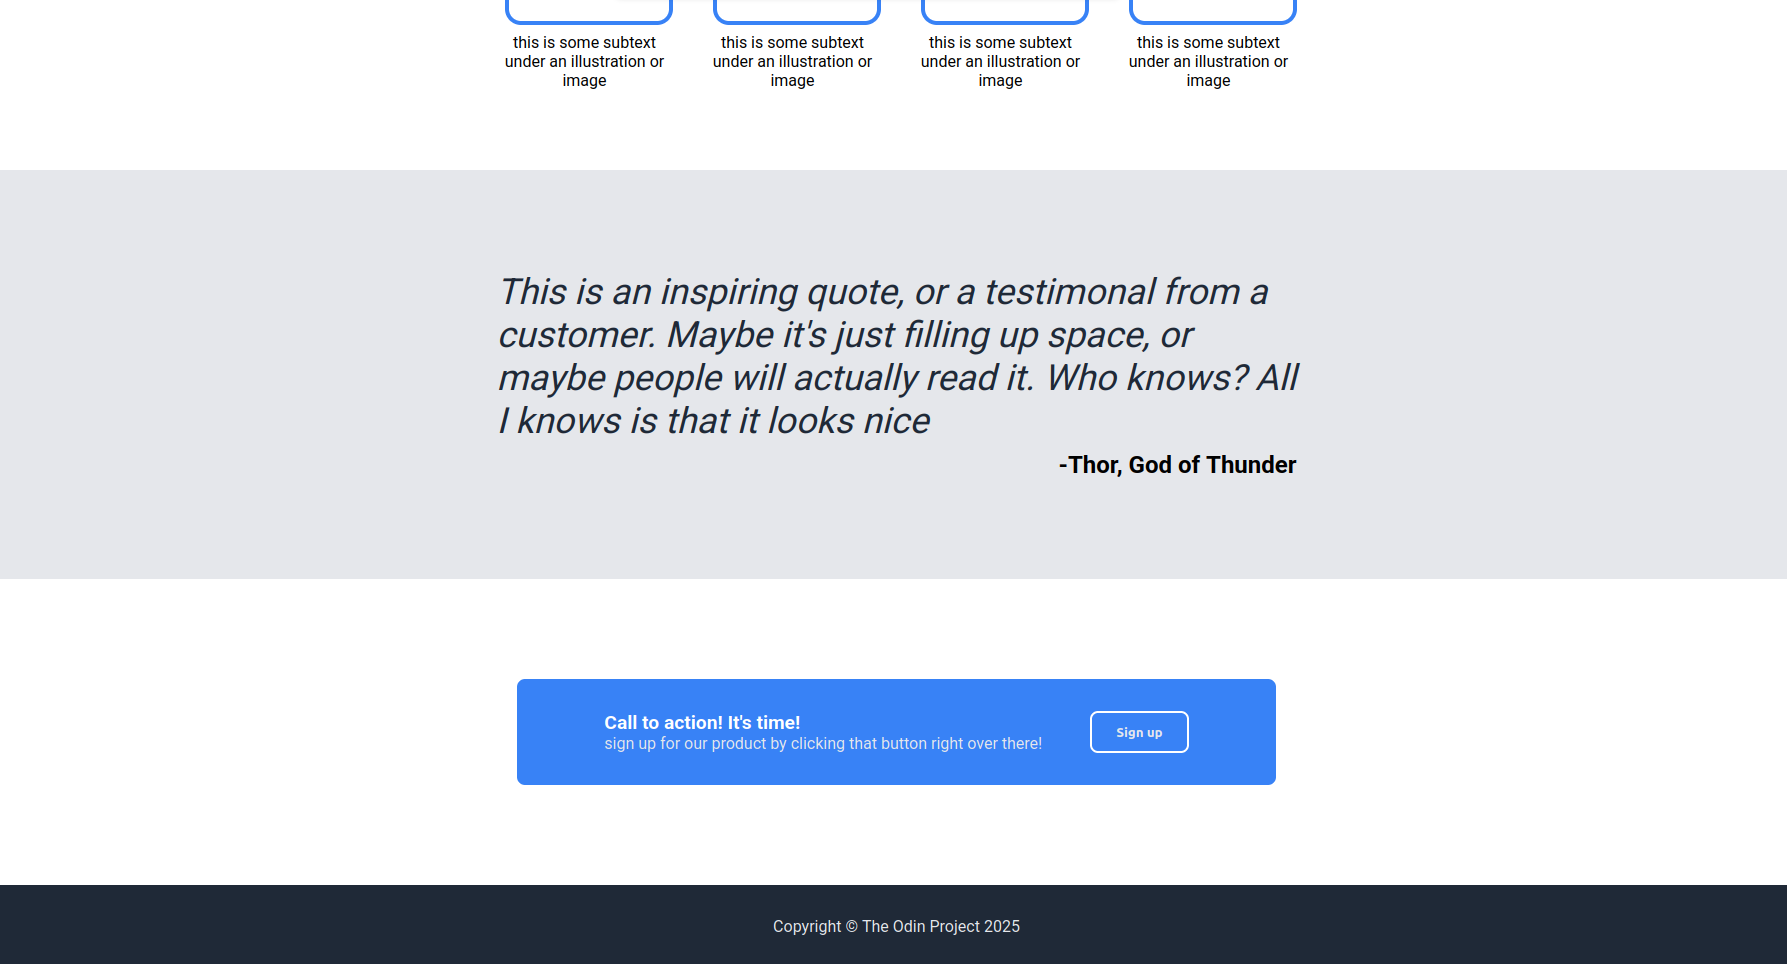 this is some subtext
under an illustration or
image
this is some subtext
under an illustration or
image
this is some subtext
under an illustration or
image
this is some subtext
under an illustration or
image
This is an inspiring quote, or a testimonal from a
customer. Maybe it's just filling up space, or
maybe people will actually read it. Who knows? All
I knows is that it looks nice
-Thor, God of Thunder
Call to action! It's time!
sign up for our product by clicking that button right over there!
Sign up
Copyright © The Odin Project 2025